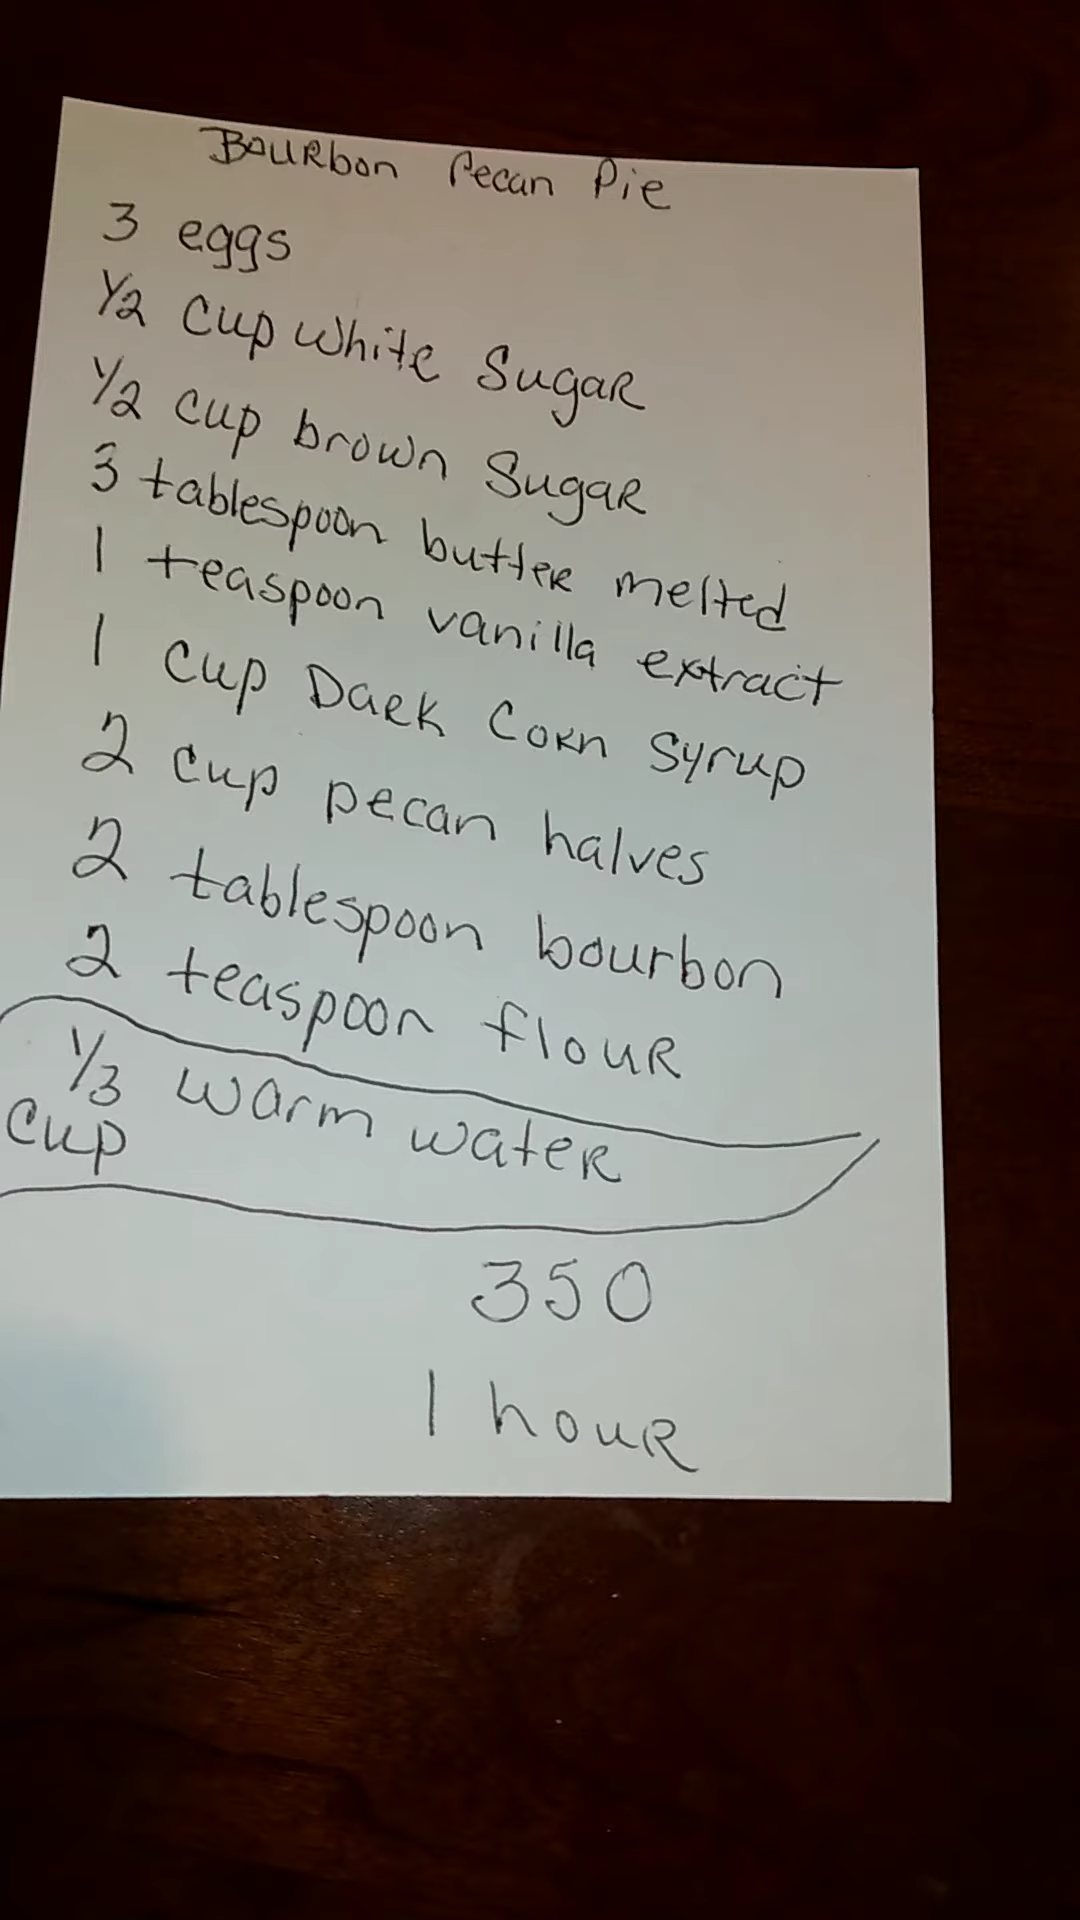 Bourbon Pecan Pie
3 eggs
1/2 cup white Sugar
1/2 cup brown Sugar
3 tablespoon butter melted
1 teaspoon vanilla extract
1 cup Dark Corn Syrup
2 cup pecan halves
2 tablespoon bourbon
2 teaspoon flour
1/3 warm water
cup
350
1 hour